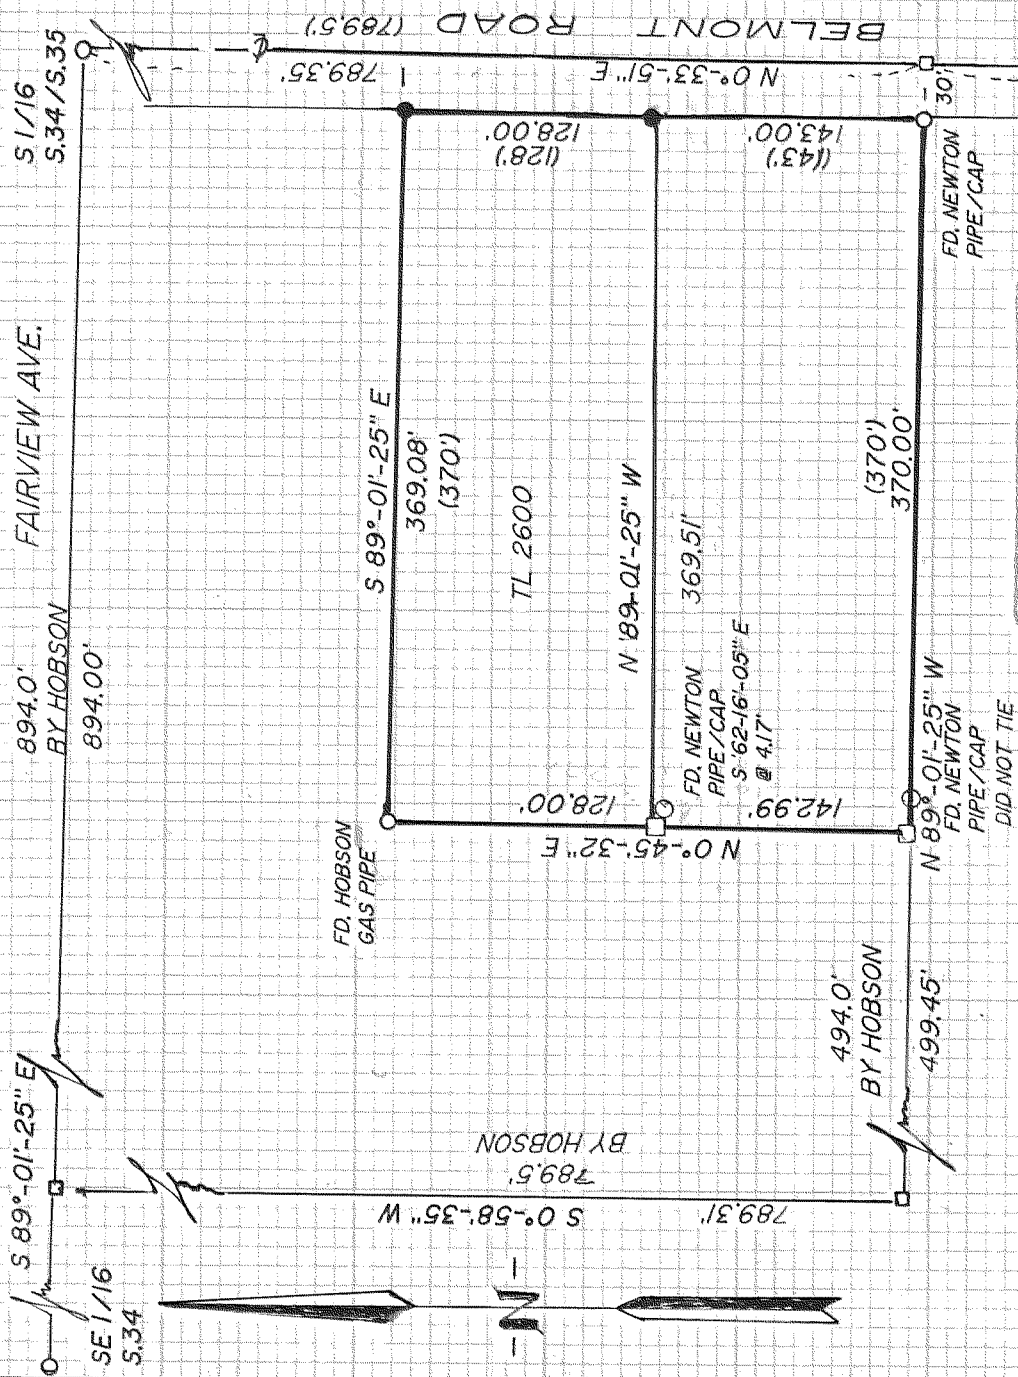 S 1/16
S.34/S.35
FAIRVIEW AVE.
894.0'
BY HOBSON
894.00'
S 89°-01'-25" E
SE 1/16
S.34
BELMONT ROAD
(789.5')
789.35'
N 0°-33'-51" E
30'
128.00'
(128')
143.00'
(143')
FD. NEWTON
PIPE/CAP
S 89°-01'-25" E
369.08'
(370')
TL 2600
N 89-01'-25" W
369.51'
(370')
370.00'
N 89°-01'-25" W
FD. NEWTON
PIPE/CAP
DID NOT TIE
FD. NEWTON
PIPE/CAP
S 62-16'-05" E
@ 4.17'
128.00'
142.99'
N 0°-45'-32" E
FD. HOBSON
GAS PIPE
494.0'
BY HOBSON
499.45'
BY HOBSON
789.5'
S 0°-58'-35" W
789.31'
N